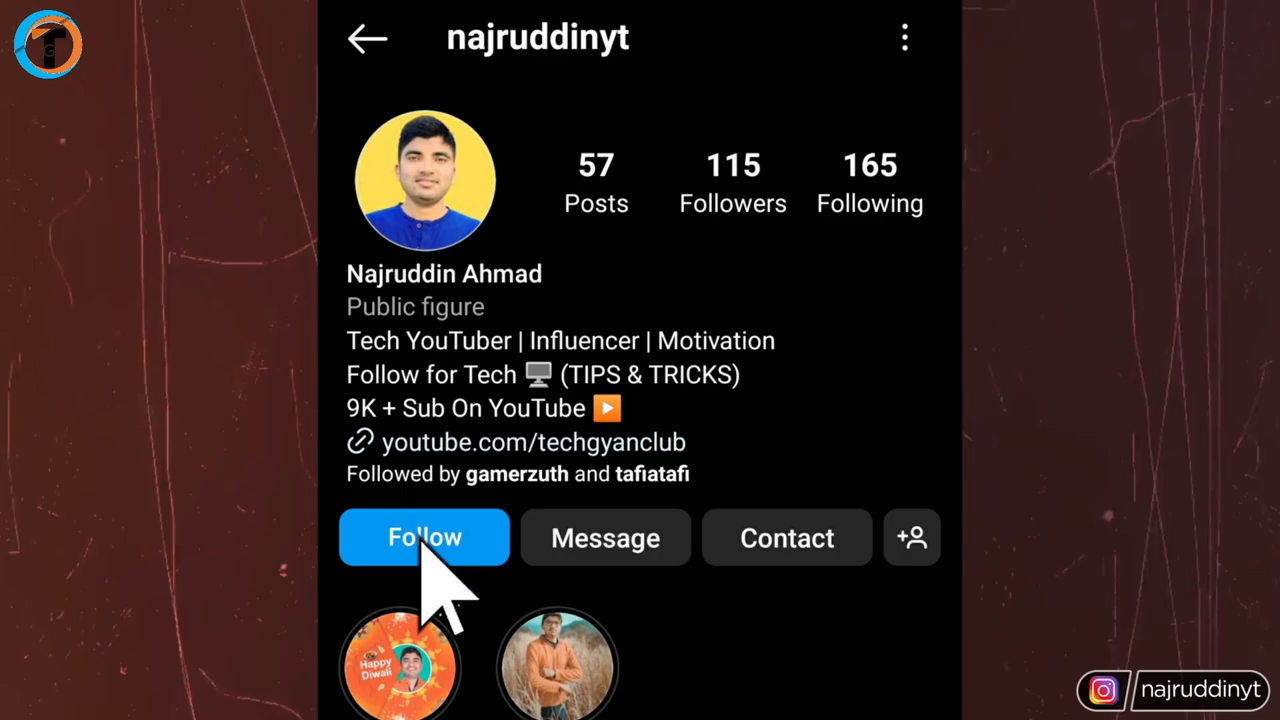 TG
najruddinyt
57 115 165
Posts Followers Following
Najruddin Ahmad
Public figure
Tech YouTuber | Influencer | Motivation
Follow for Tech 🖥️ (TIPS & TRICKS)
9K + Sub On YouTube ▶️
youtube.com/techgyanclub
Followed by gamerzuth and tafiatafi
Follow Message Contact
Happy
Diwali
najruddinyt